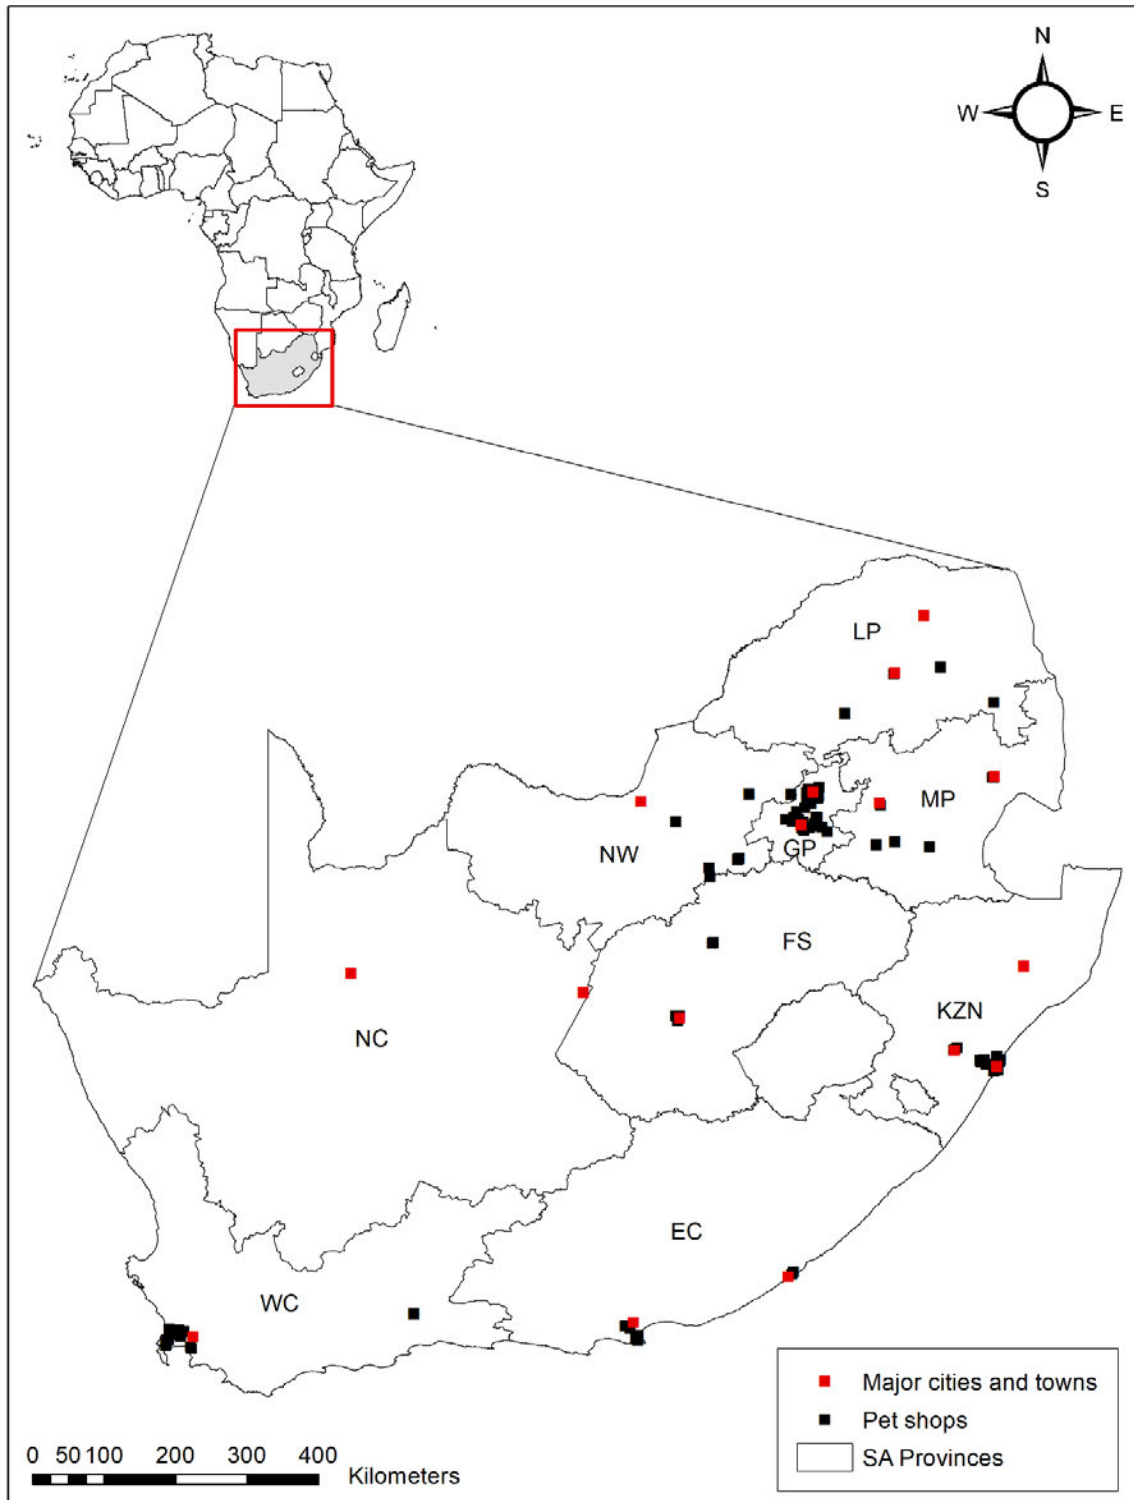 N
W E
S
LP
MP
NW
GP
FS
NC
KZN
EC
WC
Major cities and towns
Pet shops
SA Provinces
0 50 100 200 300 400
Kilometers